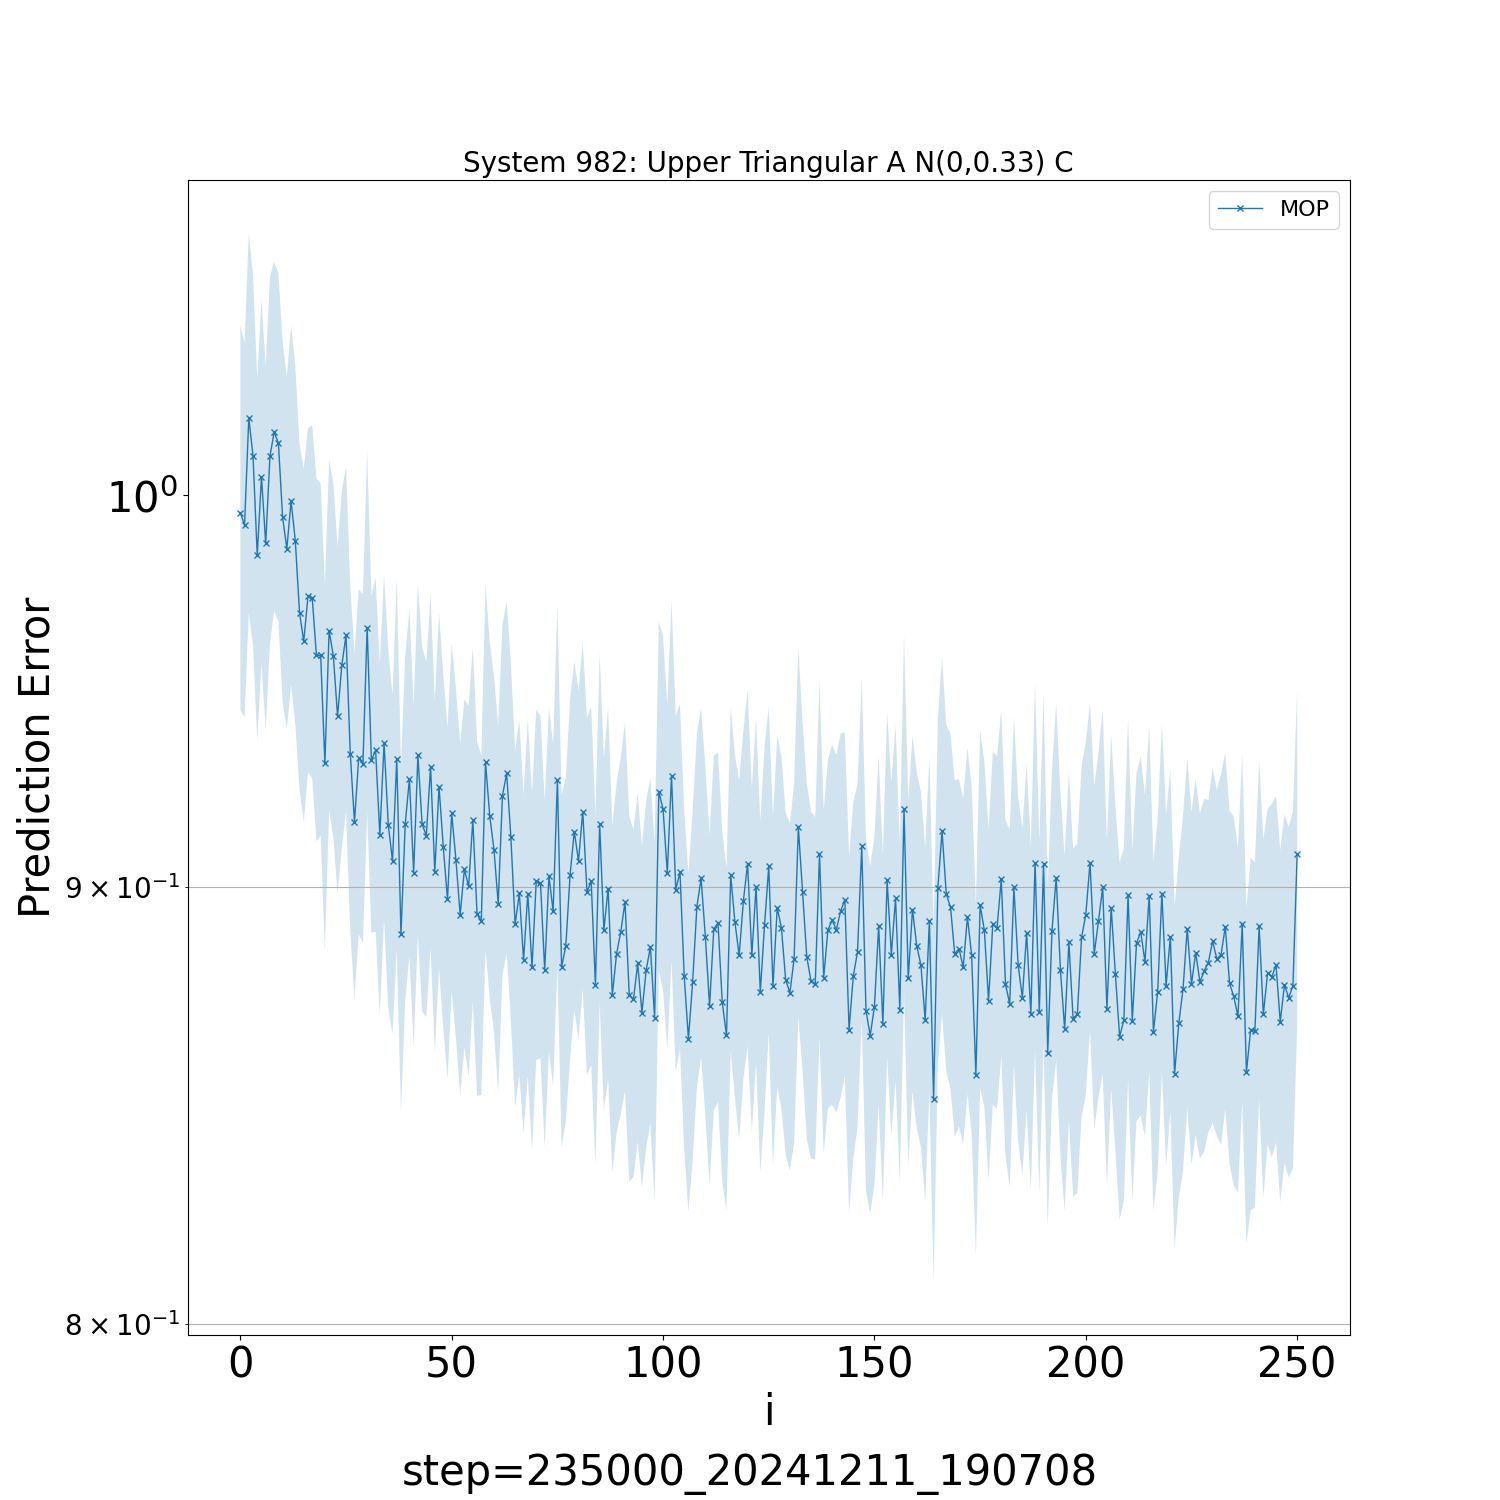 System 982: Upper Triangular A N(0,0.33) C
MOP
Prediction Error
10⁰
9 × 10⁻¹
8 × 10⁻¹
0 50 100 150 200 250
i
step=235000_20241211_190708